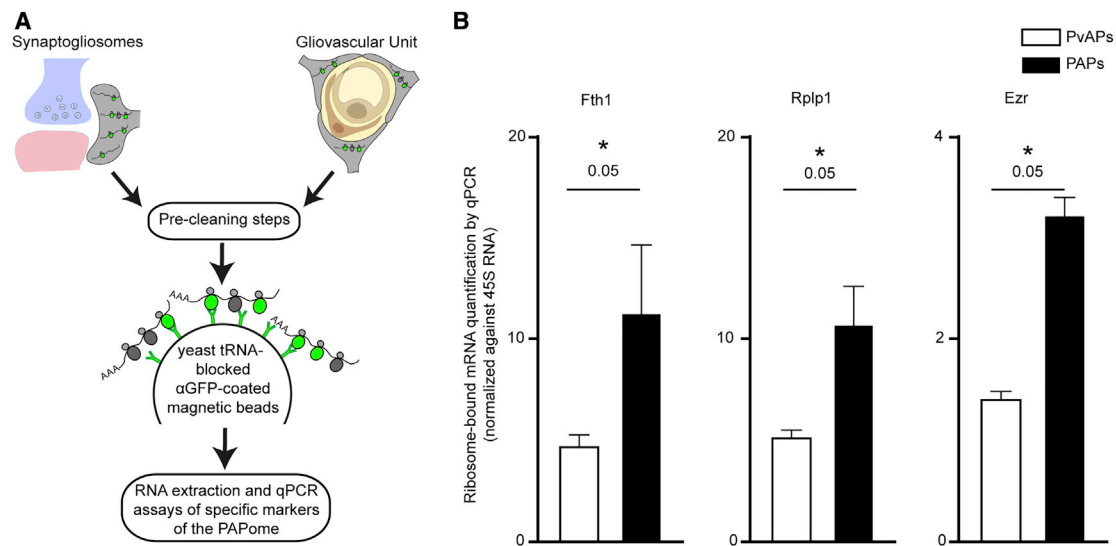 A
Synaptogliosomes
Gliovascular Unit
Pre-cleaning steps
AAA
AAA
AAA
yeast tRNA-
blocked
αGFP-coated
magnetic beads
RNA extraction and qPCR
assays of specific markers
of the PAPome
B
PvAPs
PAPs
Ribosome-bound mRNA quantification by qPCR
(normalized against 45S RNA)
Fth1
20
10
0
*
0.05
Rplp1
20
10
0
*
0.05
Ezr
4
2
0
*
0.05